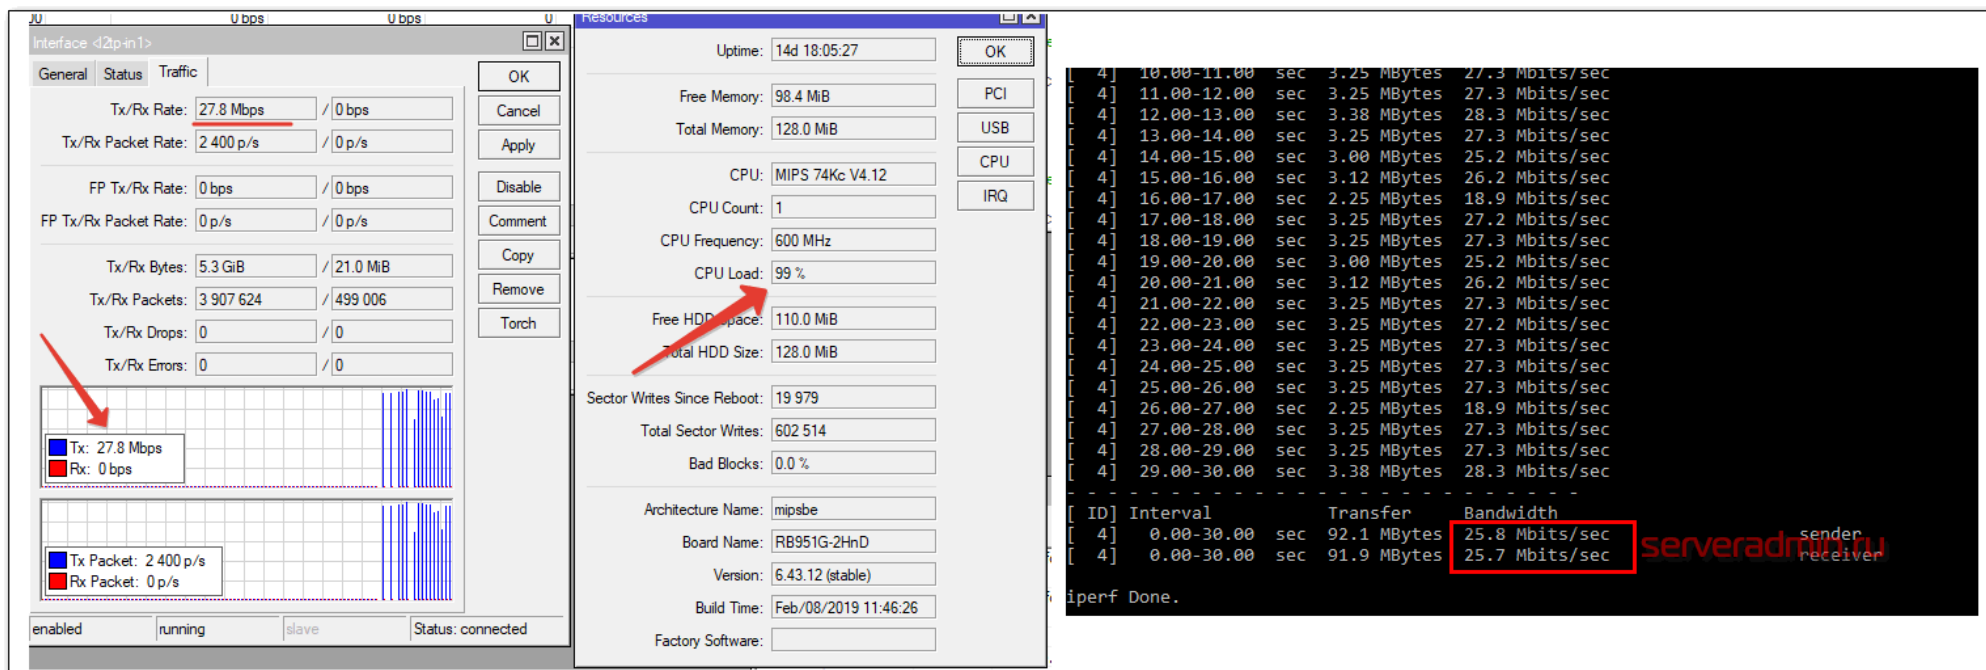 00 0 bps 0 bps 0
Interface <l2tp-in1>
General Status Traffic
Tx/Rx Rate: 27.8 Mbps / 0 bps
Tx/Rx Packet Rate: 2 400 p/s / 0 p/s
FP Tx/Rx Rate: 0 bps / 0 bps
FP Tx/Rx Packet Rate: 0 p/s / 0 p/s
Tx/Rx Bytes: 5.3 GiB / 21.0 MiB
Tx/Rx Packets: 3 907 624 / 499 006
Tx/Rx Drops: 0 / 0
Tx/Rx Errors: 0 / 0
Tx: 27.8 Mbps
Rx: 0 bps
Tx Packet: 2 400 p/s
Rx Packet: 0 p/s
enabled running slave Status: connected
OK
Cancel
Apply
Disable
Comment
Copy
Remove
Torch
Resources
Uptime: 14d 18:05:27
Free Memory: 98.4 MiB
Total Memory: 128.0 MiB
CPU: MIPS 74Kc V4.12
CPU Count: 1
CPU Frequency: 600 MHz
CPU Load: 99 %
Free HDD Space: 110.0 MiB
Total HDD Size: 128.0 MiB
Sector Writes Since Reboot: 19 979
Total Sector Writes: 602 514
Bad Blocks: 0.0 %
Architecture Name: mipsbe
Board Name: RB951G-2HnD
Version: 6.43.12 (stable)
Build Time: Feb/08/2019 11:46:26
Factory Software:
OK
PCI
USB
CPU
IRQ
[ 4] 10.00-11.00 sec 3.25 MBytes 27.3 Mbits/sec
[ 4] 11.00-12.00 sec 3.25 MBytes 27.3 Mbits/sec
[ 4] 12.00-13.00 sec 3.38 MBytes 28.3 Mbits/sec
[ 4] 13.00-14.00 sec 3.25 MBytes 27.3 Mbits/sec
[ 4] 14.00-15.00 sec 3.00 MBytes 25.2 Mbits/sec
[ 4] 15.00-16.00 sec 3.12 MBytes 26.2 Mbits/sec
[ 4] 16.00-17.00 sec 2.25 MBytes 18.9 Mbits/sec
[ 4] 17.00-18.00 sec 3.25 MBytes 27.2 Mbits/sec
[ 4] 18.00-19.00 sec 3.25 MBytes 27.3 Mbits/sec
[ 4] 19.00-20.00 sec 3.00 MBytes 25.2 Mbits/sec
[ 4] 20.00-21.00 sec 3.12 MBytes 26.2 Mbits/sec
[ 4] 21.00-22.00 sec 3.25 MBytes 27.3 Mbits/sec
[ 4] 22.00-23.00 sec 3.25 MBytes 27.2 Mbits/sec
[ 4] 23.00-24.00 sec 3.25 MBytes 27.3 Mbits/sec
[ 4] 24.00-25.00 sec 3.25 MBytes 27.3 Mbits/sec
[ 4] 25.00-26.00 sec 3.25 MBytes 27.3 Mbits/sec
[ 4] 26.00-27.00 sec 2.25 MBytes 18.9 Mbits/sec
[ 4] 27.00-28.00 sec 3.25 MBytes 27.3 Mbits/sec
[ 4] 28.00-29.00 sec 3.25 MBytes 27.3 Mbits/sec
[ 4] 29.00-30.00 sec 3.38 MBytes 28.3 Mbits/sec
- - - - - - - - - - - - - - - - - - - - - - - - -
[ ID] Interval Transfer Bandwidth
[ 4] 0.00-30.00 sec 92.1 MBytes 25.8 Mbits/sec sender
[ 4] 0.00-30.00 sec 91.9 MBytes 25.7 Mbits/sec receiver
serveradmin.ru
iperf Done.